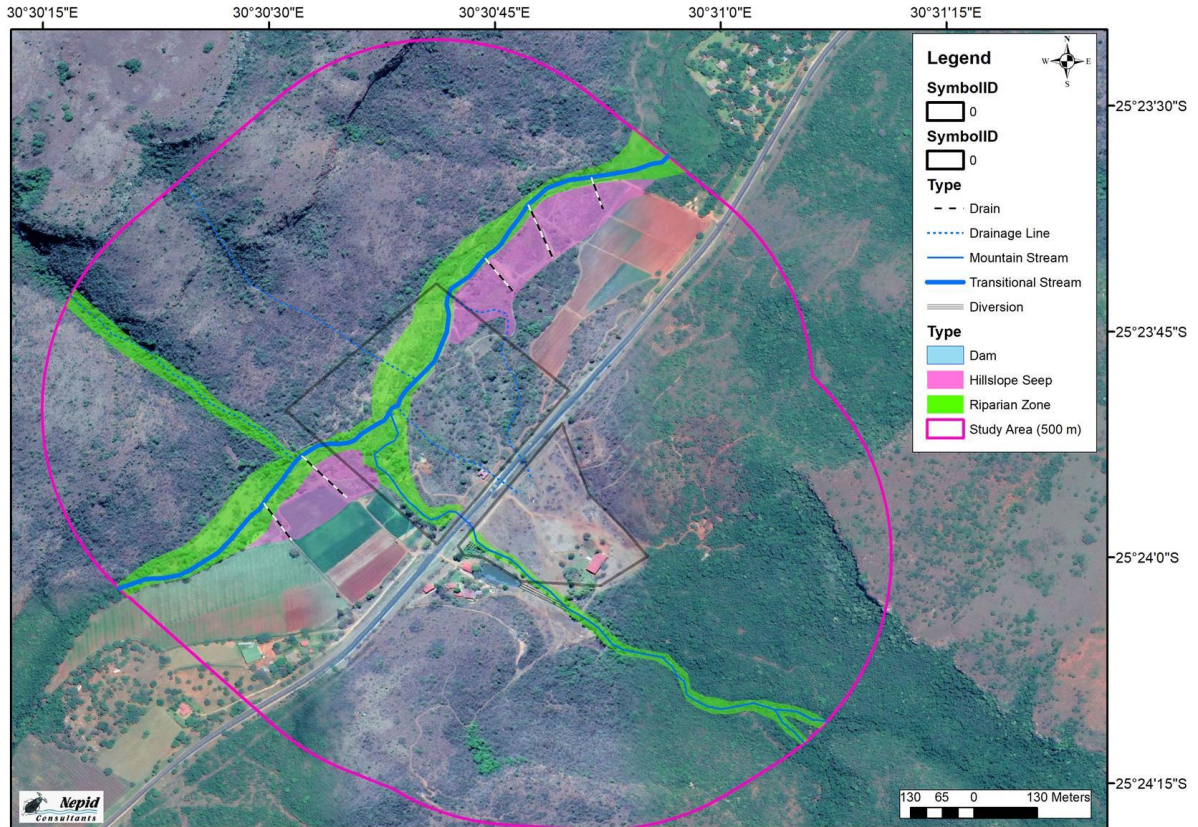 30°30'15"E 30°30'30"E 30°30'45"E 30°31'0"E 30°31'15"E
Legend
N
W E
S
SymbolID
0
SymbolID
0
Type
Drain
Drainage Line
Mountain Stream
Transitional Stream
Diversion
Type
Dam
Hillslope Seep
Riparian Zone
Study Area (500 m)
25°23'30"S
25°23'45"S
25°24'0"S
25°24'15"S
130 65 0 130 Meters
Nepid
Consultants